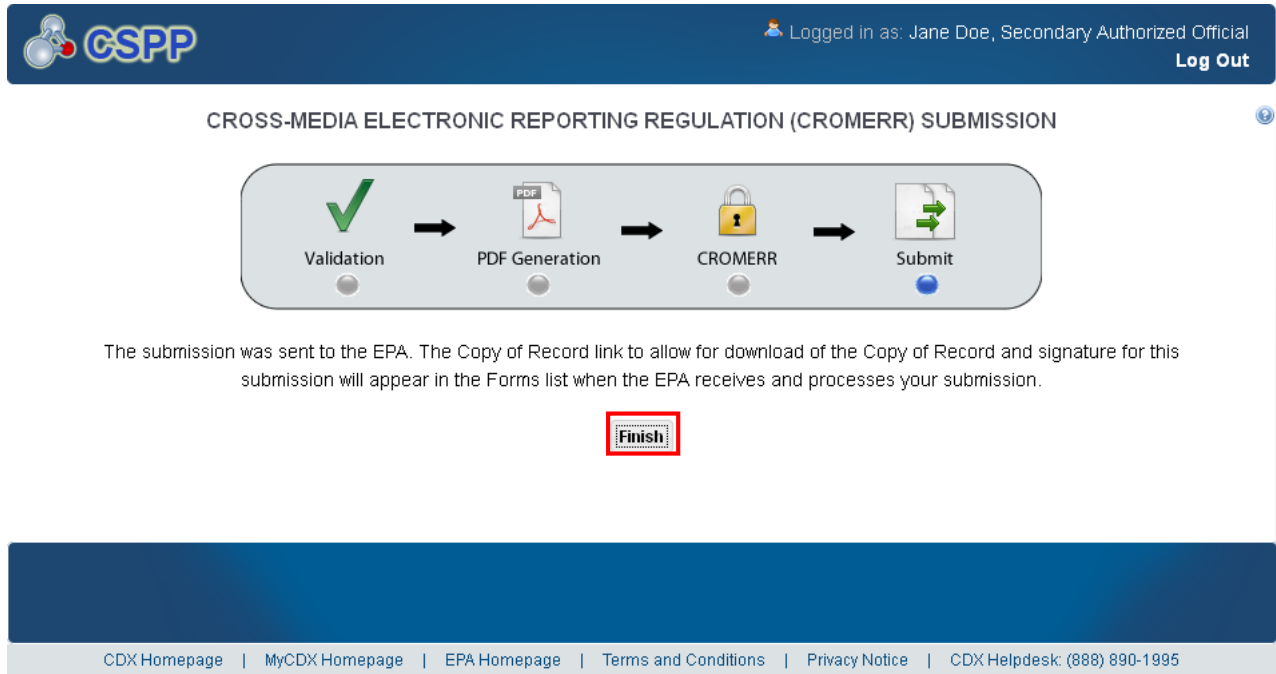 CSPP
Logged in as: Jane Doe, Secondary Authorized Official
Log Out
CROSS-MEDIA ELECTRONIC REPORTING REGULATION (CROMERR) SUBMISSION
?
PDF
Validation PDF Generation CROMERR Submit
The submission was sent to the EPA. The Copy of Record link to allow for download of the Copy of Record and signature for this
submission will appear in the Forms list when the EPA receives and processes your submission.
Finish
CDX Homepage | MyCDX Homepage | EPA Homepage | Terms and Conditions | Privacy Notice | CDX Helpdesk: (888) 890-1995